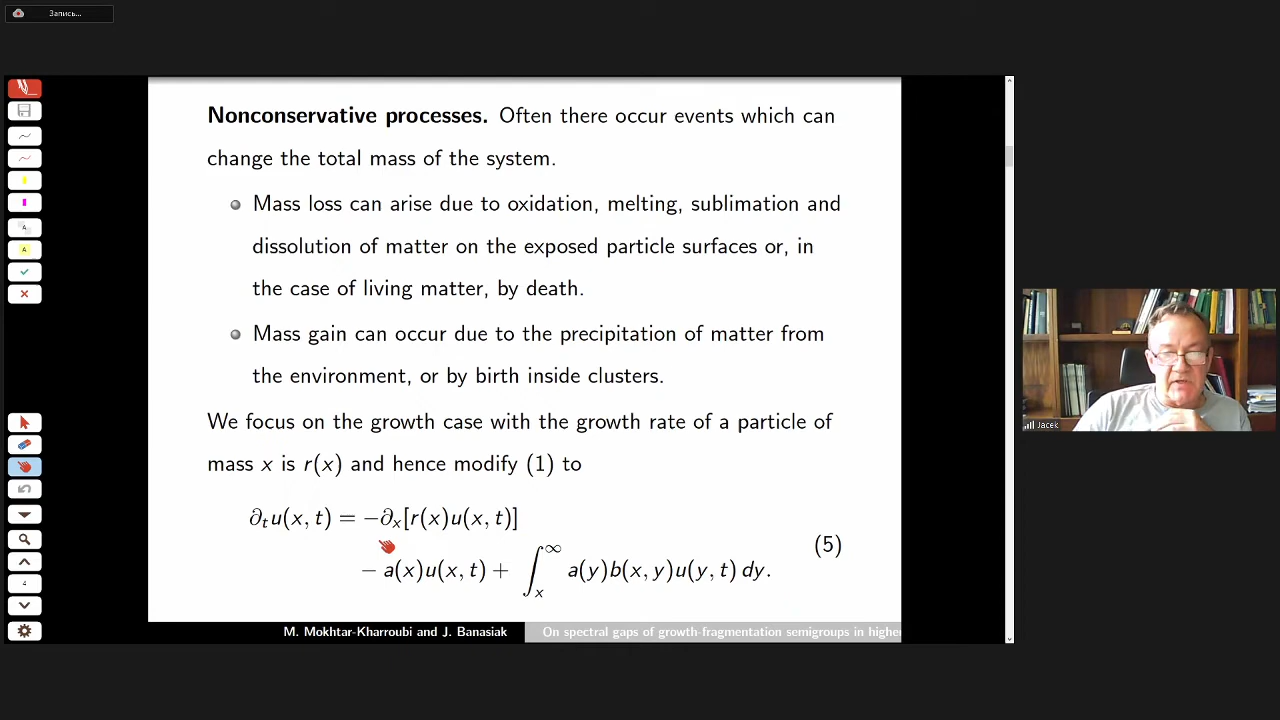 Запись...
Nonconservative processes. Often there occur events which can
change the total mass of the system.
Mass loss can arise due to oxidation, melting, sublimation and
dissolution of matter on the exposed particle surfaces or, in
the case of living matter, by death.
Mass gain can occur due to the precipitation of matter from
the environment, or by birth inside clusters.
We focus on the growth case with the growth rate of a particle of
mass x is r(x) and hence modify (1) to
∂ₜu(x, t) = −∂ₓ[r(x)u(x, t)]
− a(x)u(x, t) + ∫ₓ^∞ a(y)b(x, y)u(y, t) dy.
(5)
M. Mokhtar-Kharroubi and J. Banasiak
On spectral gaps of growth-fragmentation semigroups in highe
Jacek
A
A
4